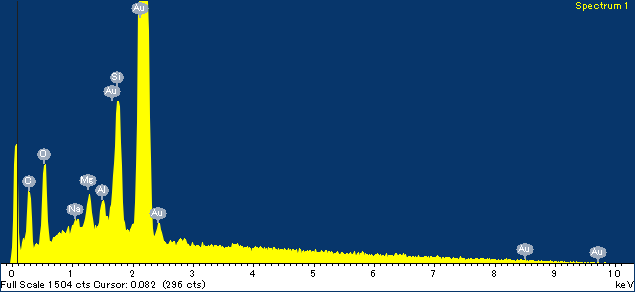 Spectrum 1
Au
Si
Au
O
C
Mg
Al
Na
Au
Au
Au
0 1 2 3 4 5 6 7 8 9 10
Full Scale 1504 cts Cursor: 0.082 (296 cts) keV